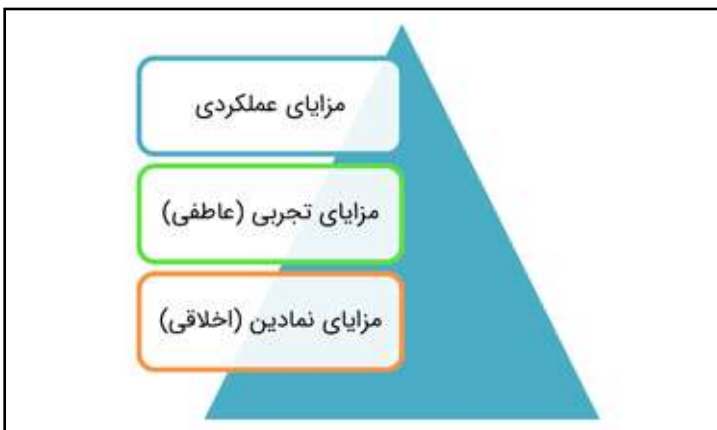 مزایای عملکردی
مزایای تجربی (عاطفی)
مزایای نمادین (اخلاقی)